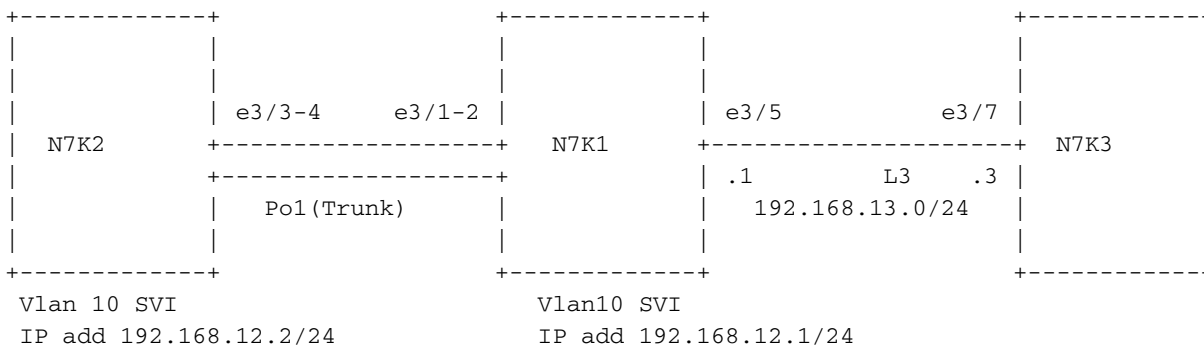 e3/3-4 e3/1-2 e3/5 e3/7
N7K2 N7K1 N7K3
.1 L3 .3
Po1(Trunk) 192.168.13.0/24
Vlan 10 SVI Vlan10 SVI
IP add 192.168.12.2/24 IP add 192.168.12.1/24